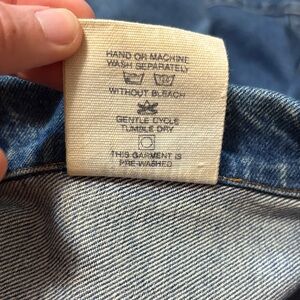 HAND OR MACHINE
WASH SEPARATELY
WITHOUT BLEACH
GENTLE CYCLE
TUMBLE DRY
THIS GARMENT IS
PRE-WASHED